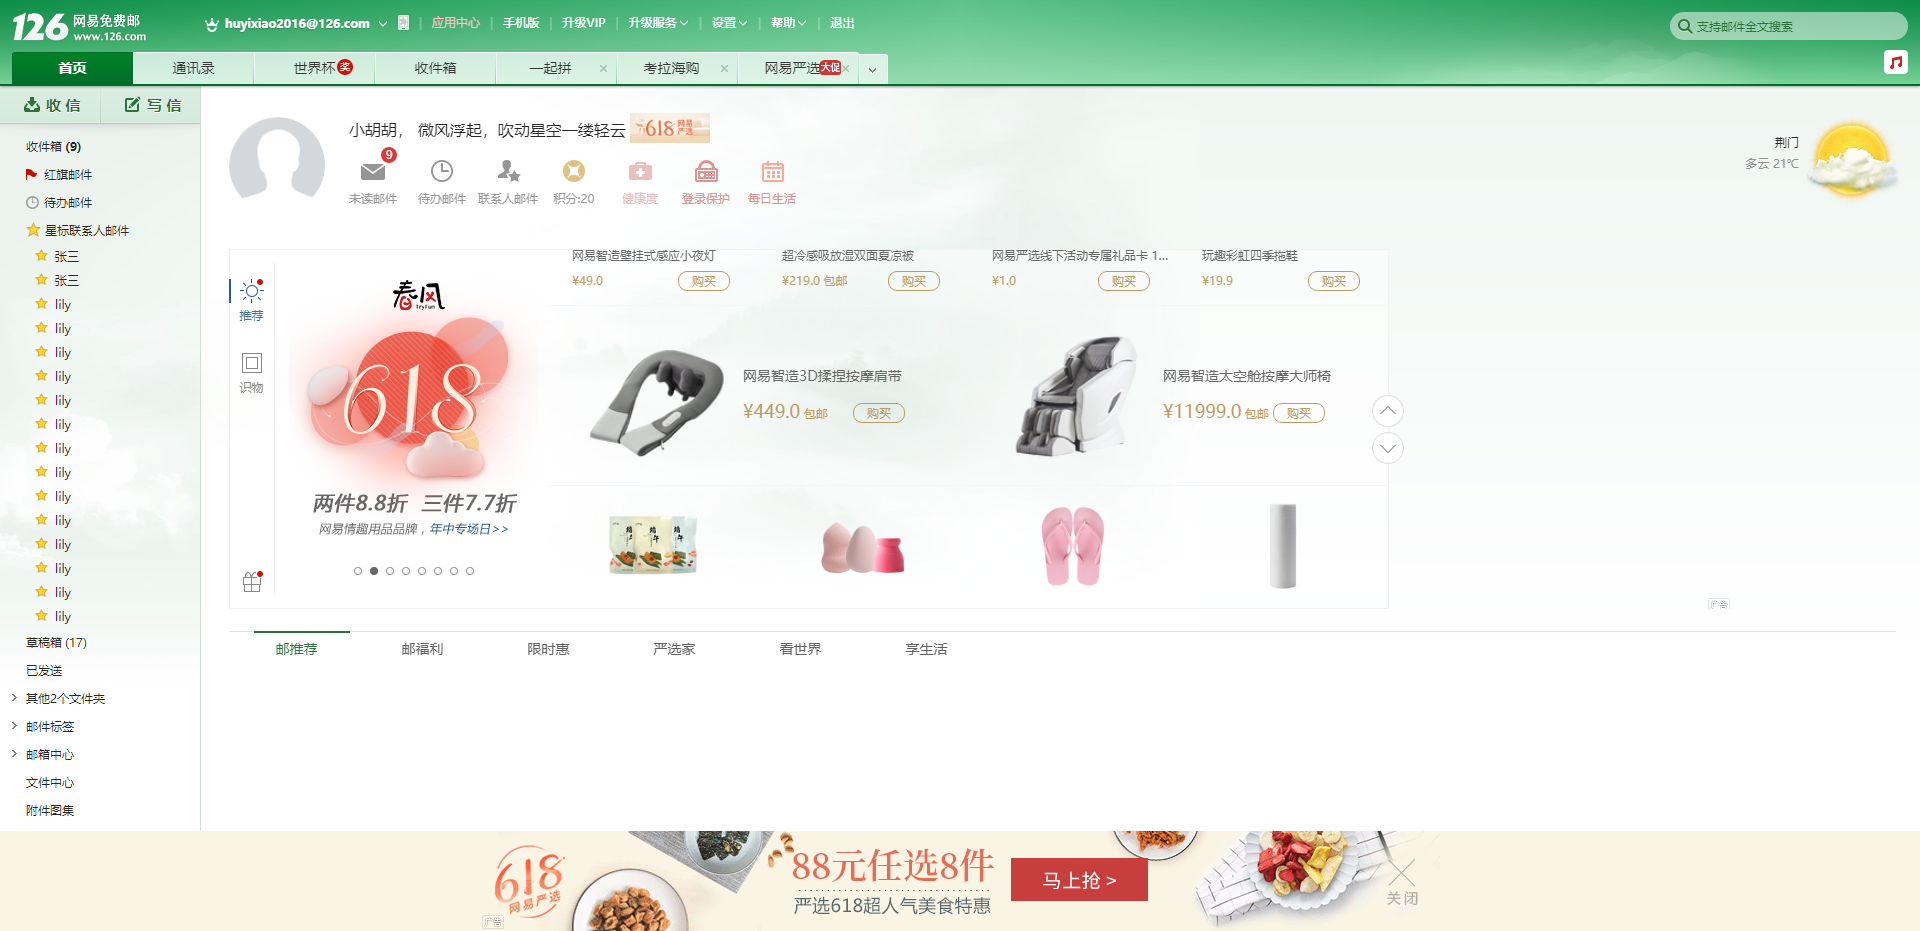 126 网易免费邮
www.126.com
huyixiao2016@126.com
应用中心 | 手机版 | 升级VIP | 升级服务 | 设置 | 帮助 | 退出
支持邮件全文搜索
首页 通讯录 世界杯 奖 收件箱 一起拼 × 考拉海购 × 网易严选 大促 ×
收信 写信
收件箱 (9)
红旗邮件
待办邮件
星标联系人邮件
张三
张三
lily
lily
lily
lily
lily
lily
lily
lily
lily
lily
lily
lily
lily
lily
草稿箱 (17)
已发送
其他2个文件夹
邮件标签
邮箱中心
文件中心
附件图集
小胡胡， 微风浮起，吹动星空一缕轻云
618 网易严选
9
未读邮件 待办邮件 联系人邮件 积分:20 健康度 登录保护 每日生活
荆门
多云 21℃
推荐
识物
春风
TryFun
618
两件8.8折 三件7.7折
网易情趣用品品牌，年中专场日>>
网易智造壁挂式感应小夜灯
¥49.0 购买
超冷感吸放湿双面夏凉被
¥219.0 包邮 购买
网易严选线下活动专属礼品卡 1...
¥1.0 购买
玩趣彩虹四季拖鞋
¥19.9 购买
网易智造3D揉捏按摩肩带
¥449.0 包邮 购买
网易智造太空舱按摩大师椅
¥11999.0 包邮 购买
端午 端午 端午
广告
邮推荐 邮福利 限时惠 严选家 看世界 享生活
618
网易严选
广告
88元任选8件
严选618超人气美食特惠
马上抢 >
关闭